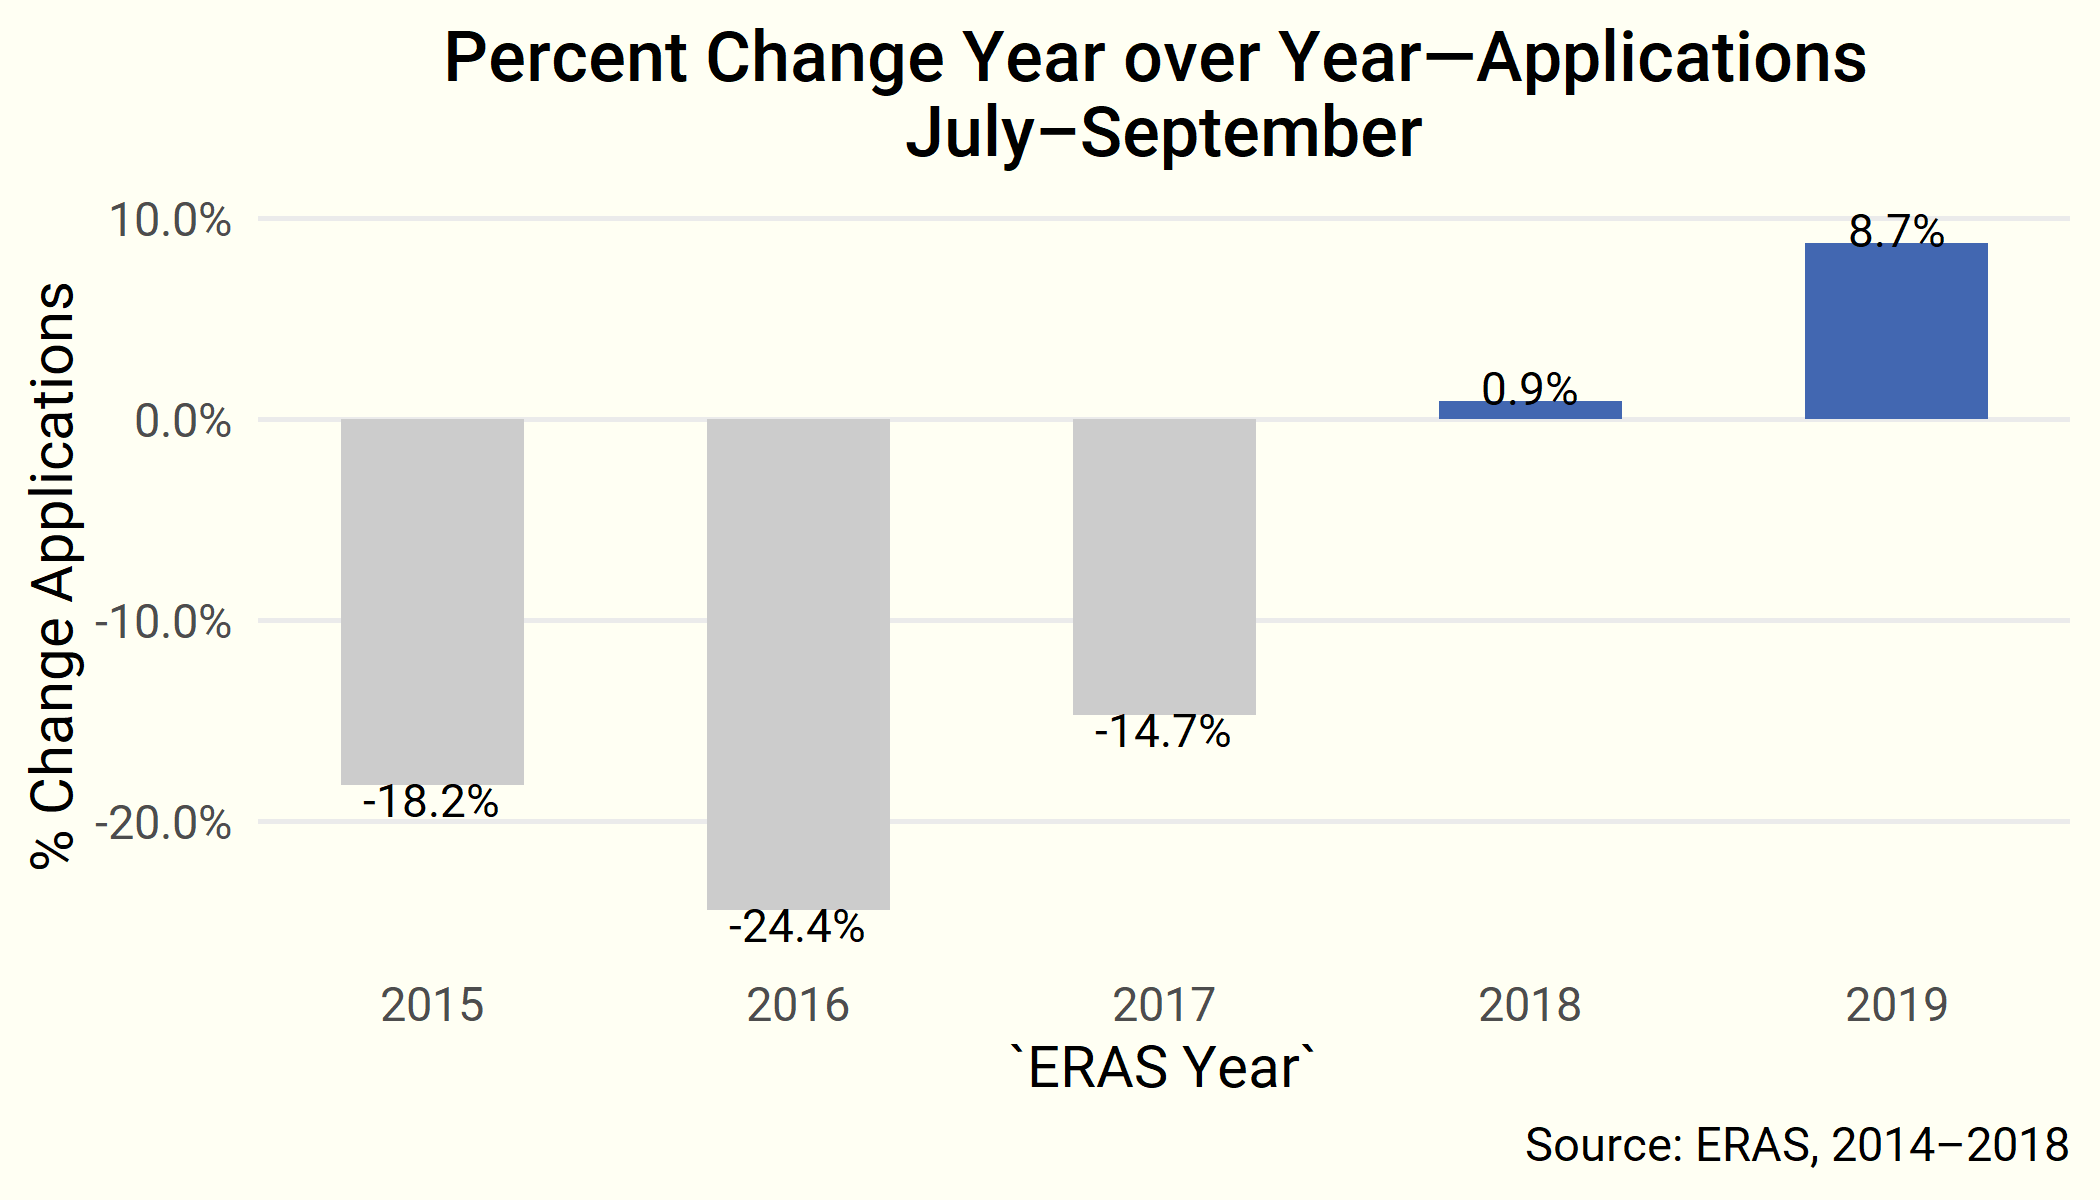 Percent Change Year over Year—Applications
July–September
% Change Applications
10.0%
0.0%
-10.0%
-20.0%
-18.2%
-24.4%
-14.7%
0.9%
8.7%
2015
2016
2017
2018
2019
`ERAS Year`
Source: ERAS, 2014–2018